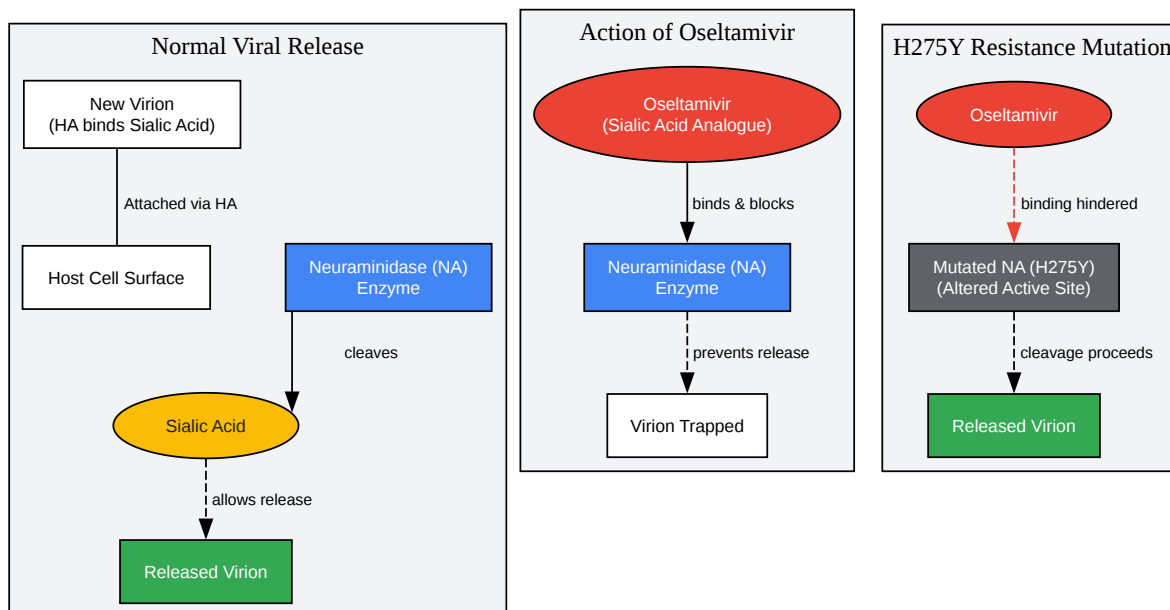 Normal Viral Release
New Virion
(HA binds Sialic Acid)
Attached via HA
Host Cell Surface
Neuraminidase (NA)
Enzyme
cleaves
Sialic Acid
allows release
Released Virion
Action of Oseltamivir
Oseltamivir
(Sialic Acid Analogue)
binds & blocks
Neuraminidase (NA)
Enzyme
prevents release
Virion Trapped
H275Y Resistance Mutation
Oseltamivir
binding hindered
Mutated NA (H275Y)
(Altered Active Site)
cleavage proceeds
Released Virion